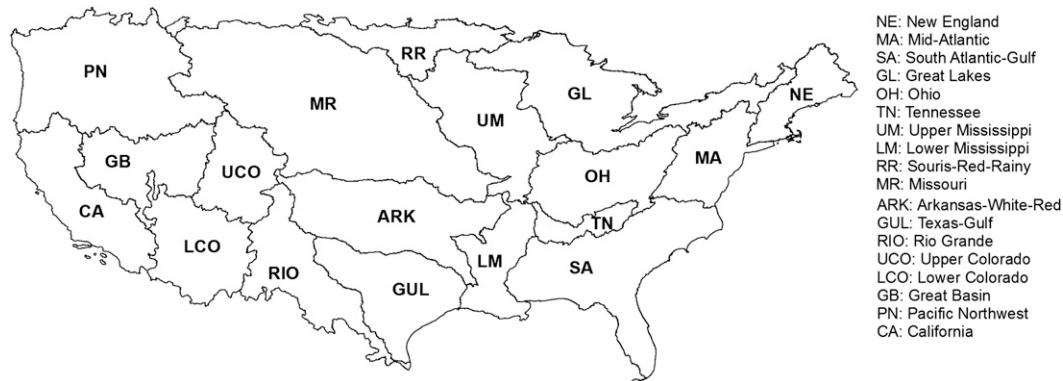 NE: New England
MA: Mid-Atlantic
SA: South Atlantic-Gulf
GL: Great Lakes
OH: Ohio
TN: Tennessee
UM: Upper Mississippi
LM: Lower Mississippi
RR: Souris-Red-Rainy
MR: Missouri
ARK: Arkansas-White-Red
GUL: Texas-Gulf
RIO: Rio Grande
UCO: Upper Colorado
LCO: Lower Colorado
GB: Great Basin
PN: Pacific Northwest
CA: California
PN
RR
MR
GL
NE
UM
GB
UCO
OH
MA
CA
ARK
TN
LCO
LM
SA
RIO
GUL